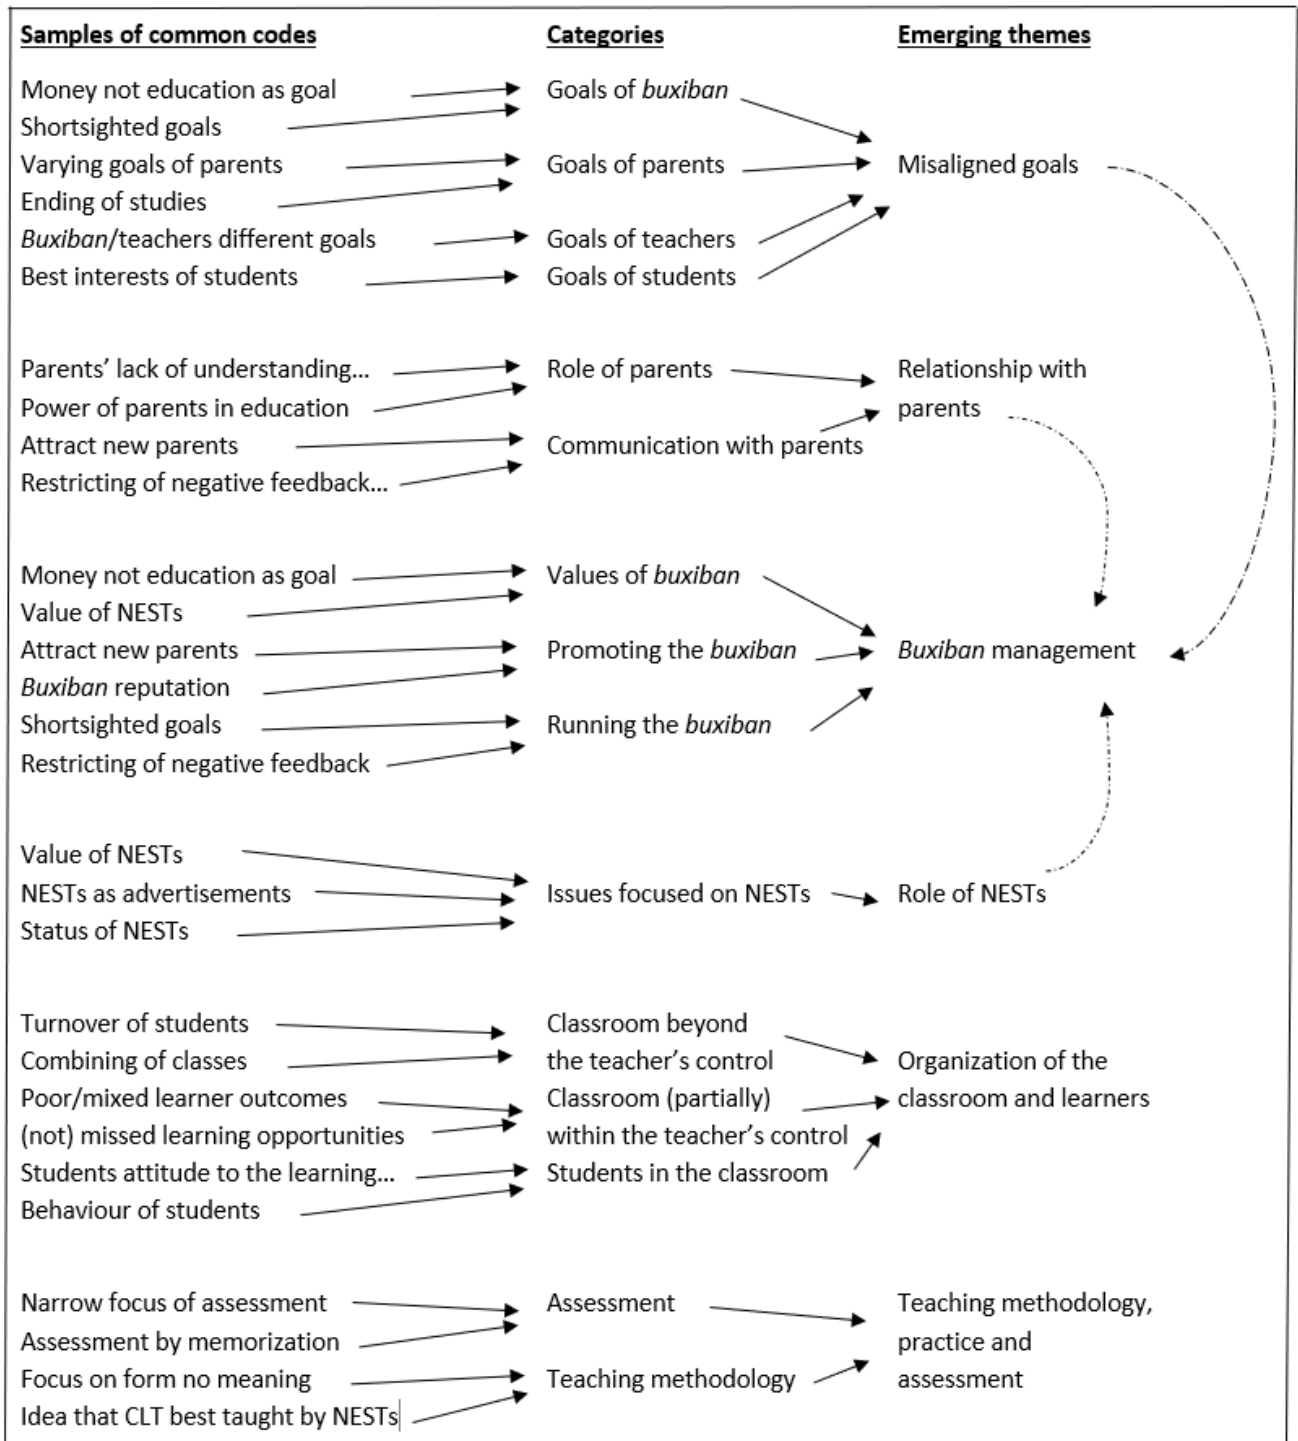 Samples of common codes Categories Emerging themes
Money not education as goal Goals of buxiban
Shortsighted goals
Varying goals of parents Goals of parents Misaligned goals
Ending of studies
Buxiban/teachers different goals Goals of teachers
Best interests of students Goals of students
Parents’ lack of understanding... Role of parents Relationship with
Power of parents in education parents
Attract new parents Communication with parents
Restricting of negative feedback...
Money not education as goal Values of buxiban
Value of NESTs
Attract new parents Promoting the buxiban Buxiban management
Buxiban reputation
Shortsighted goals Running the buxiban
Restricting of negative feedback
Value of NESTs
NESTs as advertisements Issues focused on NESTs Role of NESTs
Status of NESTs
Turnover of students Classroom beyond
Combining of classes the teacher’s control Organization of the
Poor/mixed learner outcomes Classroom (partially) classroom and learners
(not) missed learning opportunities within the teacher’s control
Students attitude to the learning... Students in the classroom
Behaviour of students
Narrow focus of assessment Assessment Teaching methodology,
Assessment by memorization practice and
Focus on form no meaning Teaching methodology assessment
Idea that CLT best taught by NESTs